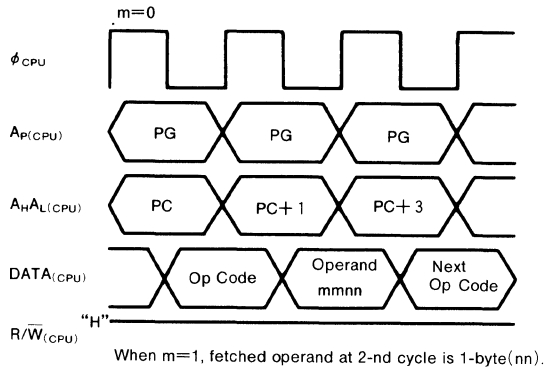 m=0
ϕCPU
AP(CPU) PG PG PG
AHAL(CPU) PC PC+1 PC+3
DATA(CPU) Op Code Operand mmnn Next Op Code
R/W̅(CPU) "H"
When m=1, fetched operand at 2-nd cycle is 1-byte(nn).